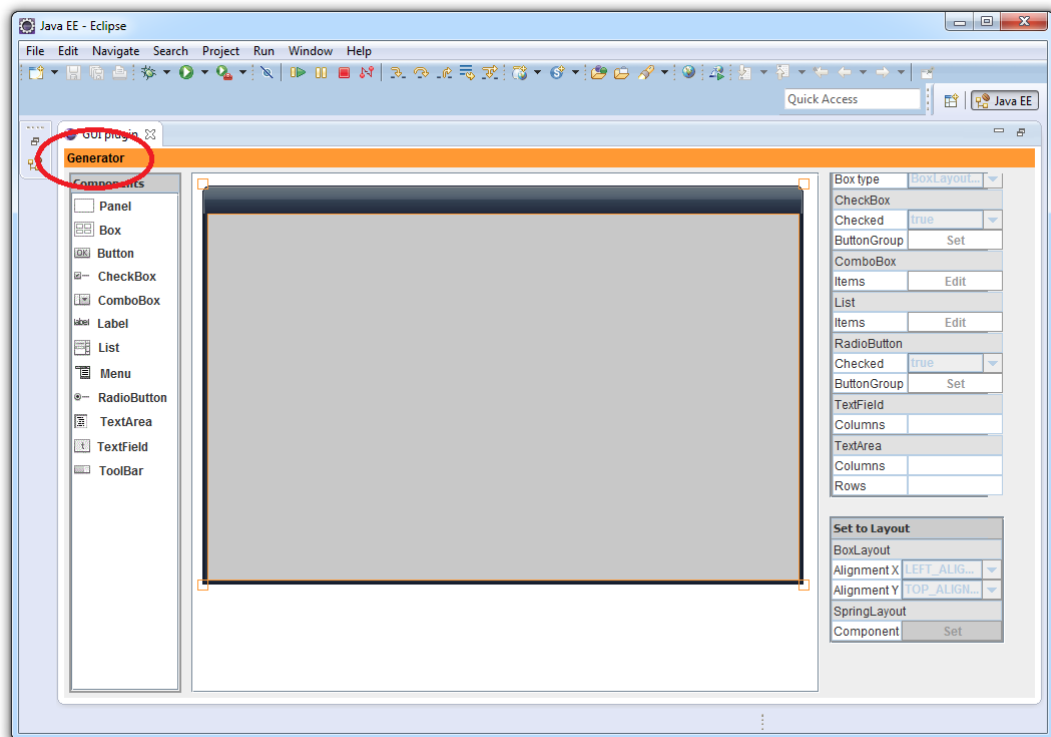 Java EE - Eclipse
File Edit Navigate Search Project Run Window Help
Quick Access
Java EE
GUI plugin
Generator
Components
Panel
Box
OK Button
CheckBox
ComboBox
label Label
List
Menu
RadioButton
TextArea
t TextField
ToolBar
Box type BoxLayout...
CheckBox
Checked true
ButtonGroup Set
ComboBox
Items Edit
List
Items Edit
RadioButton
Checked true
ButtonGroup Set
TextField
Columns
TextArea
Columns
Rows
Set to Layout
BoxLayout
Alignment X LEFT_ALIG...
Alignment Y TOP_ALIGN...
SpringLayout
Component Set